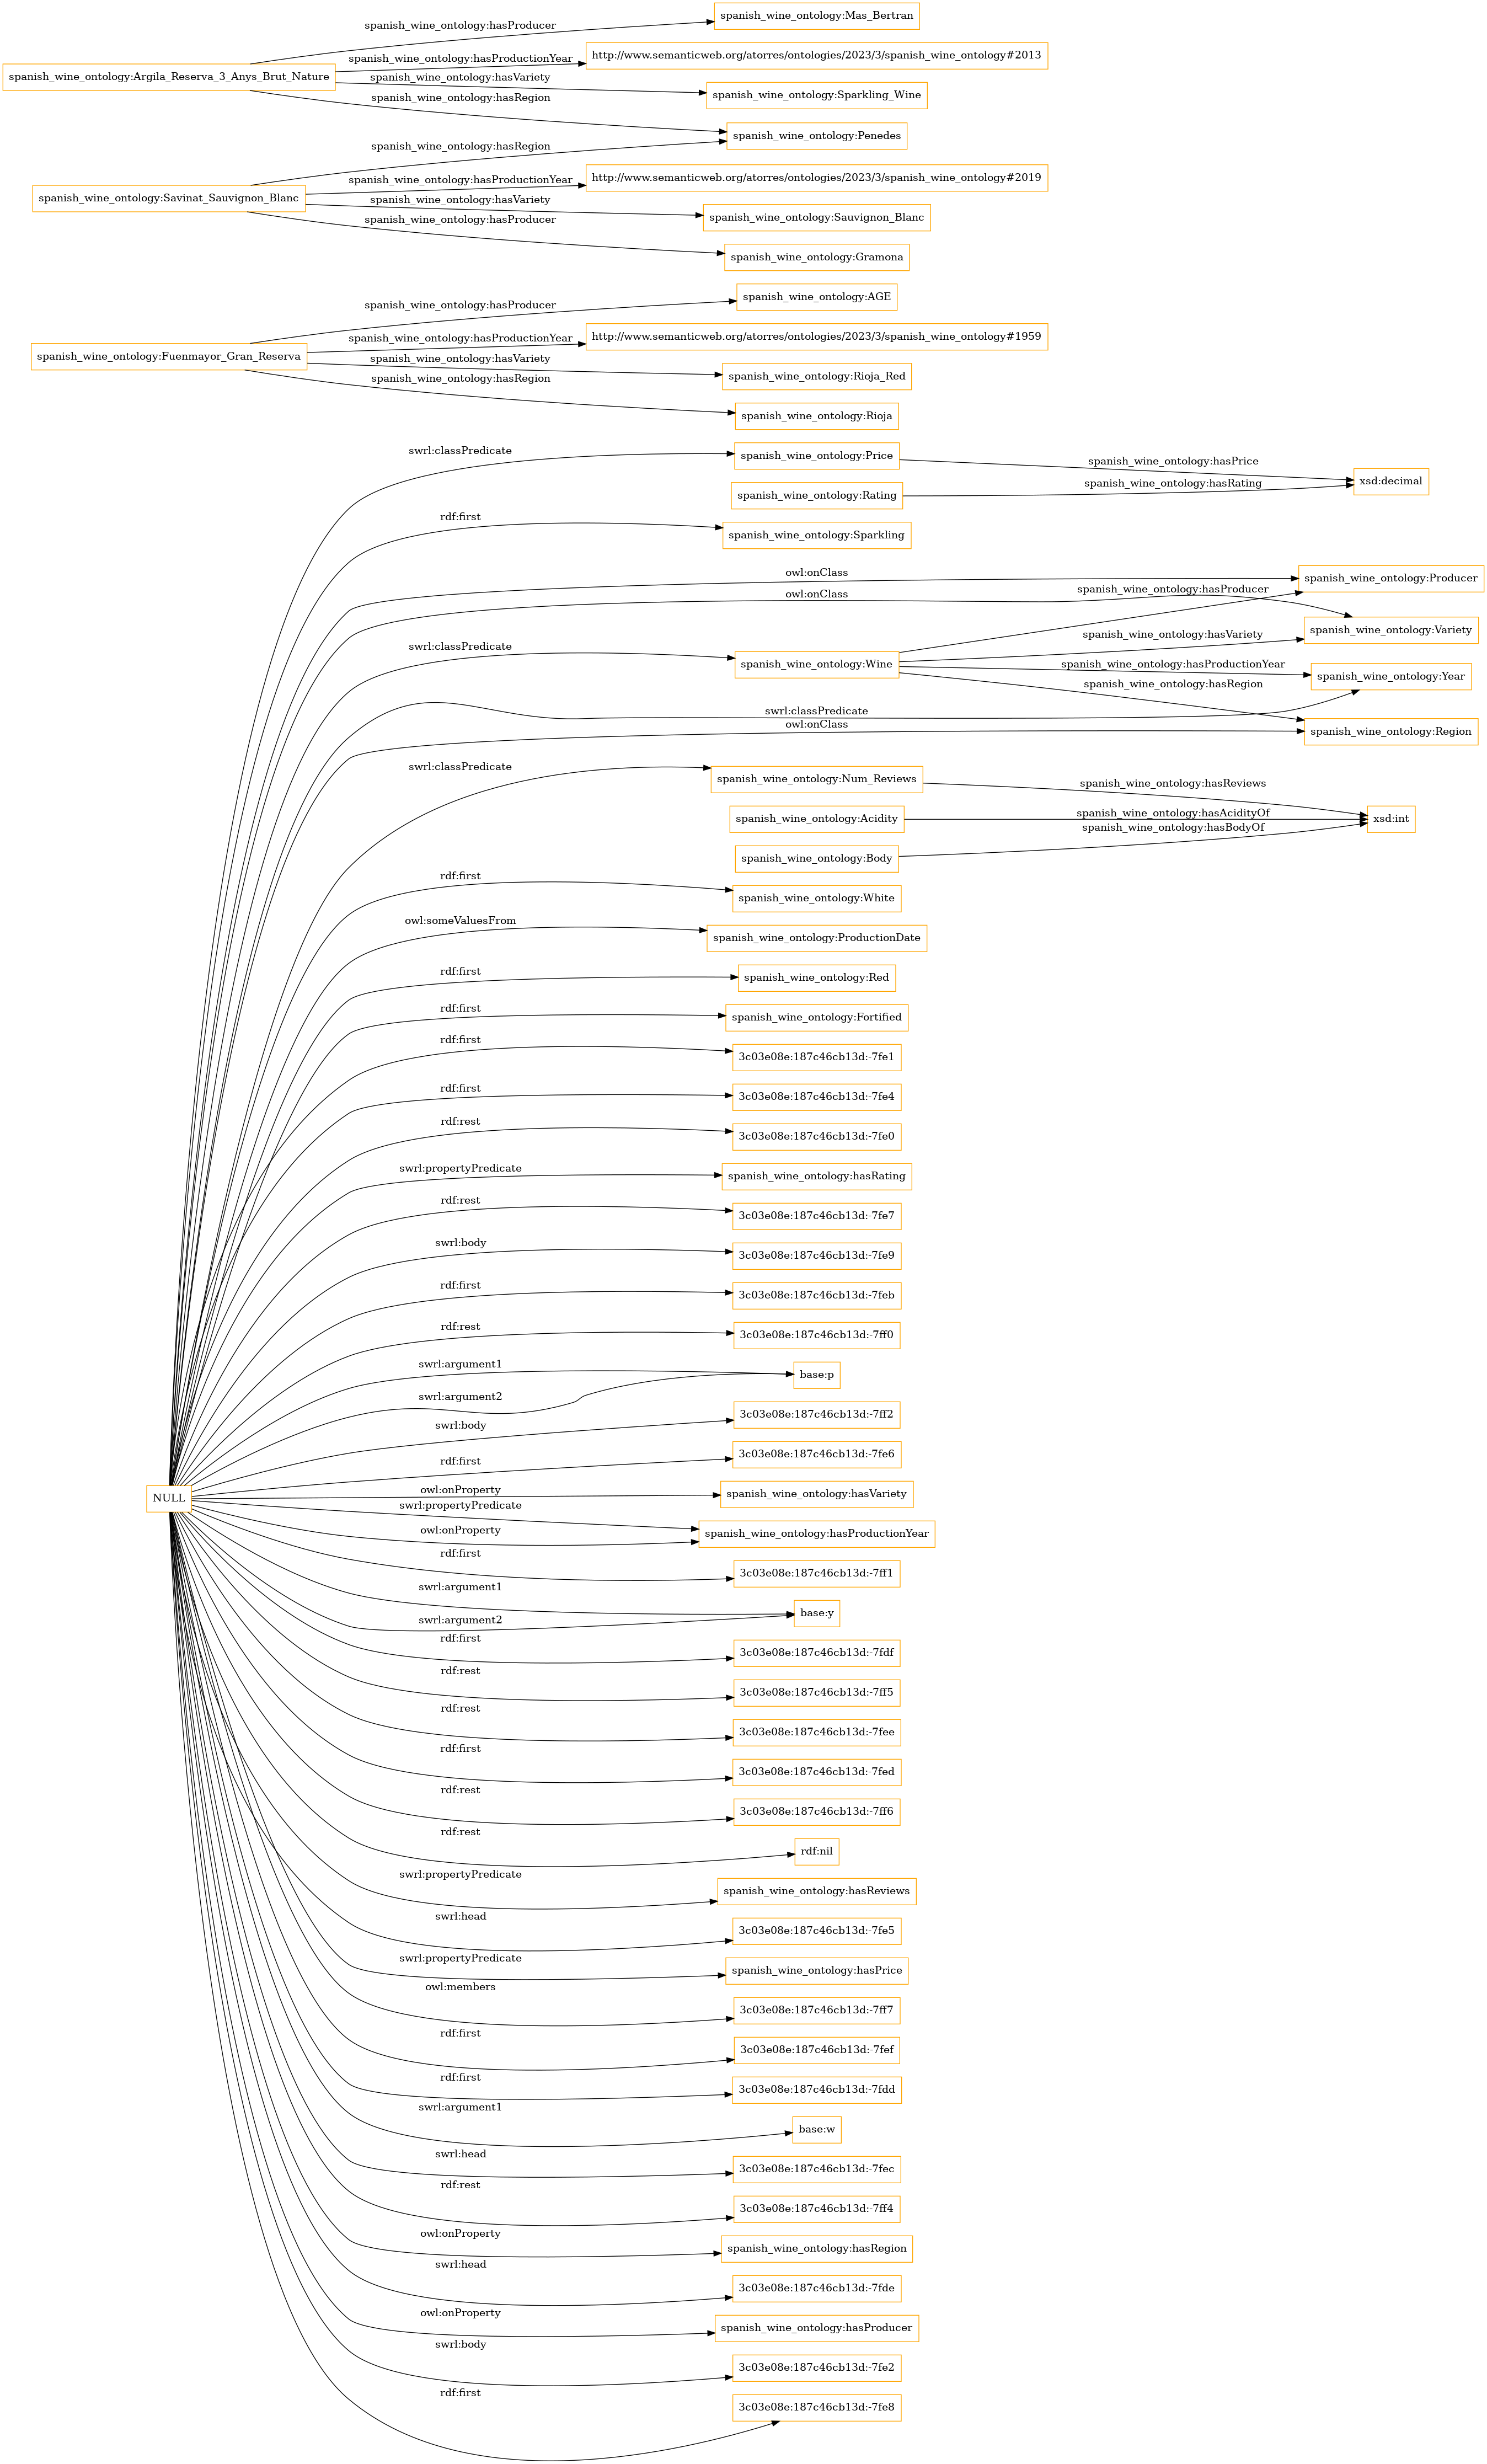 spanish_wine_ontology:hasProducer
spanish_wine_ontology:Mas_Bertran
spanish_wine_ontology:Argila_Reserva_3_Anys_Brut_Nature
spanish_wine_ontology:hasProductionYear
http://www.semanticweb.org/atorres/ontologies/2023/3/spanish_wine_ontology#2013
spanish_wine_ontology:hasVariety
spanish_wine_ontology:Sparkling_Wine
spanish_wine_ontology:hasRegion
spanish_wine_ontology:Penedes
spanish_wine_ontology:hasRegion
spanish_wine_ontology:Savinat_Sauvignon_Blanc
spanish_wine_ontology:hasProductionYear
http://www.semanticweb.org/atorres/ontologies/2023/3/spanish_wine_ontology#2019
spanish_wine_ontology:hasVariety
spanish_wine_ontology:Sauvignon_Blanc
spanish_wine_ontology:hasProducer
spanish_wine_ontology:Gramona
spanish_wine_ontology:hasProducer
spanish_wine_ontology:AGE
spanish_wine_ontology:Fuenmayor_Gran_Reserva
spanish_wine_ontology:hasProductionYear
http://www.semanticweb.org/atorres/ontologies/2023/3/spanish_wine_ontology#1959
spanish_wine_ontology:hasVariety
spanish_wine_ontology:Rioja_Red
spanish_wine_ontology:hasRegion
spanish_wine_ontology:Rioja
swrl:classPredicate
spanish_wine_ontology:Price
spanish_wine_ontology:hasPrice
xsd:decimal
spanish_wine_ontology:Rating
spanish_wine_ontology:hasRating
rdf:first
spanish_wine_ontology:Sparkling
owl:onClass
spanish_wine_ontology:Producer
owl:onClass
spanish_wine_ontology:hasProducer
spanish_wine_ontology:Variety
swrl:classPredicate
spanish_wine_ontology:Wine
spanish_wine_ontology:hasVariety
spanish_wine_ontology:hasProductionYear
spanish_wine_ontology:Year
spanish_wine_ontology:hasRegion
swrl:classPredicate
owl:onClass
spanish_wine_ontology:Region
swrl:classPredicate
spanish_wine_ontology:Num_Reviews
spanish_wine_ontology:hasReviews
spanish_wine_ontology:Acidity
spanish_wine_ontology:hasAcidityOf
xsd:int
spanish_wine_ontology:Body
spanish_wine_ontology:hasBodyOf
rdf:first
spanish_wine_ontology:White
owl:someValuesFrom
spanish_wine_ontology:ProductionDate
rdf:first
spanish_wine_ontology:Red
rdf:first
spanish_wine_ontology:Fortified
rdf:first
3c03e08e:187c46cb13d:-7fe1
rdf:first
3c03e08e:187c46cb13d:-7fe4
rdf:rest
3c03e08e:187c46cb13d:-7fe0
swrl:propertyPredicate
spanish_wine_ontology:hasRating
rdf:rest
3c03e08e:187c46cb13d:-7fe7
swrl:body
3c03e08e:187c46cb13d:-7fe9
rdf:first
3c03e08e:187c46cb13d:-7feb
rdf:rest
3c03e08e:187c46cb13d:-7ff0
swrl:argument1
base:p
swrl:argument2
swrl:body
3c03e08e:187c46cb13d:-7ff2
rdf:first
3c03e08e:187c46cb13d:-7fe6
NULL
owl:onProperty
spanish_wine_ontology:hasVariety
swrl:propertyPredicate
owl:onProperty
spanish_wine_ontology:hasProductionYear
rdf:first
3c03e08e:187c46cb13d:-7ff1
swrl:argument1
base:y
swrl:argument2
rdf:first
3c03e08e:187c46cb13d:-7fdf
rdf:rest
3c03e08e:187c46cb13d:-7ff5
rdf:rest
3c03e08e:187c46cb13d:-7fee
rdf:first
3c03e08e:187c46cb13d:-7fed
rdf:rest
3c03e08e:187c46cb13d:-7ff6
rdf:rest
rdf:nil
swrl:propertyPredicate
spanish_wine_ontology:hasReviews
swrl:head
3c03e08e:187c46cb13d:-7fe5
swrl:propertyPredicate
spanish_wine_ontology:hasPrice
owl:members
3c03e08e:187c46cb13d:-7ff7
rdf:first
3c03e08e:187c46cb13d:-7fef
rdf:first
3c03e08e:187c46cb13d:-7fdd
swrl:argument1
base:w
swrl:head
3c03e08e:187c46cb13d:-7fec
rdf:rest
3c03e08e:187c46cb13d:-7ff4
owl:onProperty
spanish_wine_ontology:hasRegion
swrl:head
3c03e08e:187c46cb13d:-7fde
owl:onProperty
spanish_wine_ontology:hasProducer
swrl:body
3c03e08e:187c46cb13d:-7fe2
rdf:first
3c03e08e:187c46cb13d:-7fe8